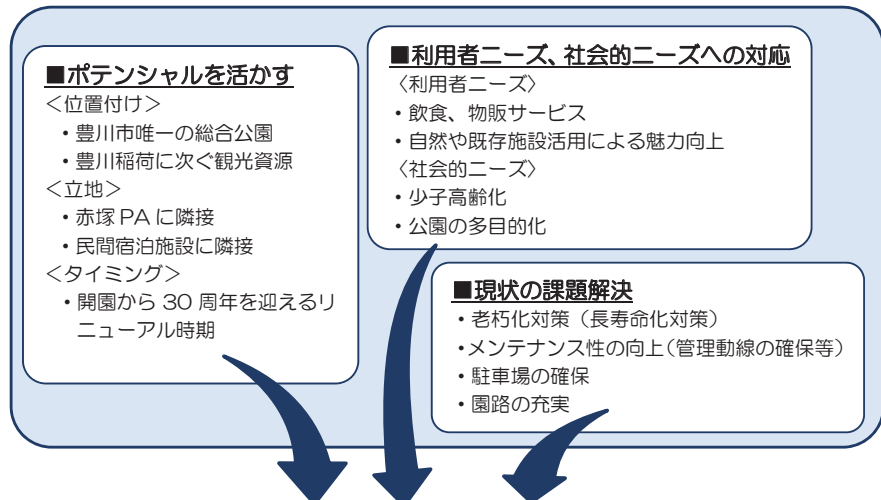 ■ポテンシャルを活かす
＜位置付け＞
・豊川市唯一の総合公園
・豊川稲荷に次ぐ観光資源
＜立地＞
・赤塚 PA に隣接
・民間宿泊施設に隣接
＜タイミング＞
・開園から 30 周年を迎えるリ
ニューアル時期
■利用者ニーズ、社会的ニーズへの対応
〈利用者ニーズ〉
・飲食、物販サービス
・自然や既存施設活用による魅力向上
〈社会的ニーズ〉
・少子高齢化
・公園の多目的化
■現状の課題解決
・老朽化対策（長寿命化対策）
・メンテナンス性の向上（管理動線の確保等）
・駐車場の確保
・園路の充実